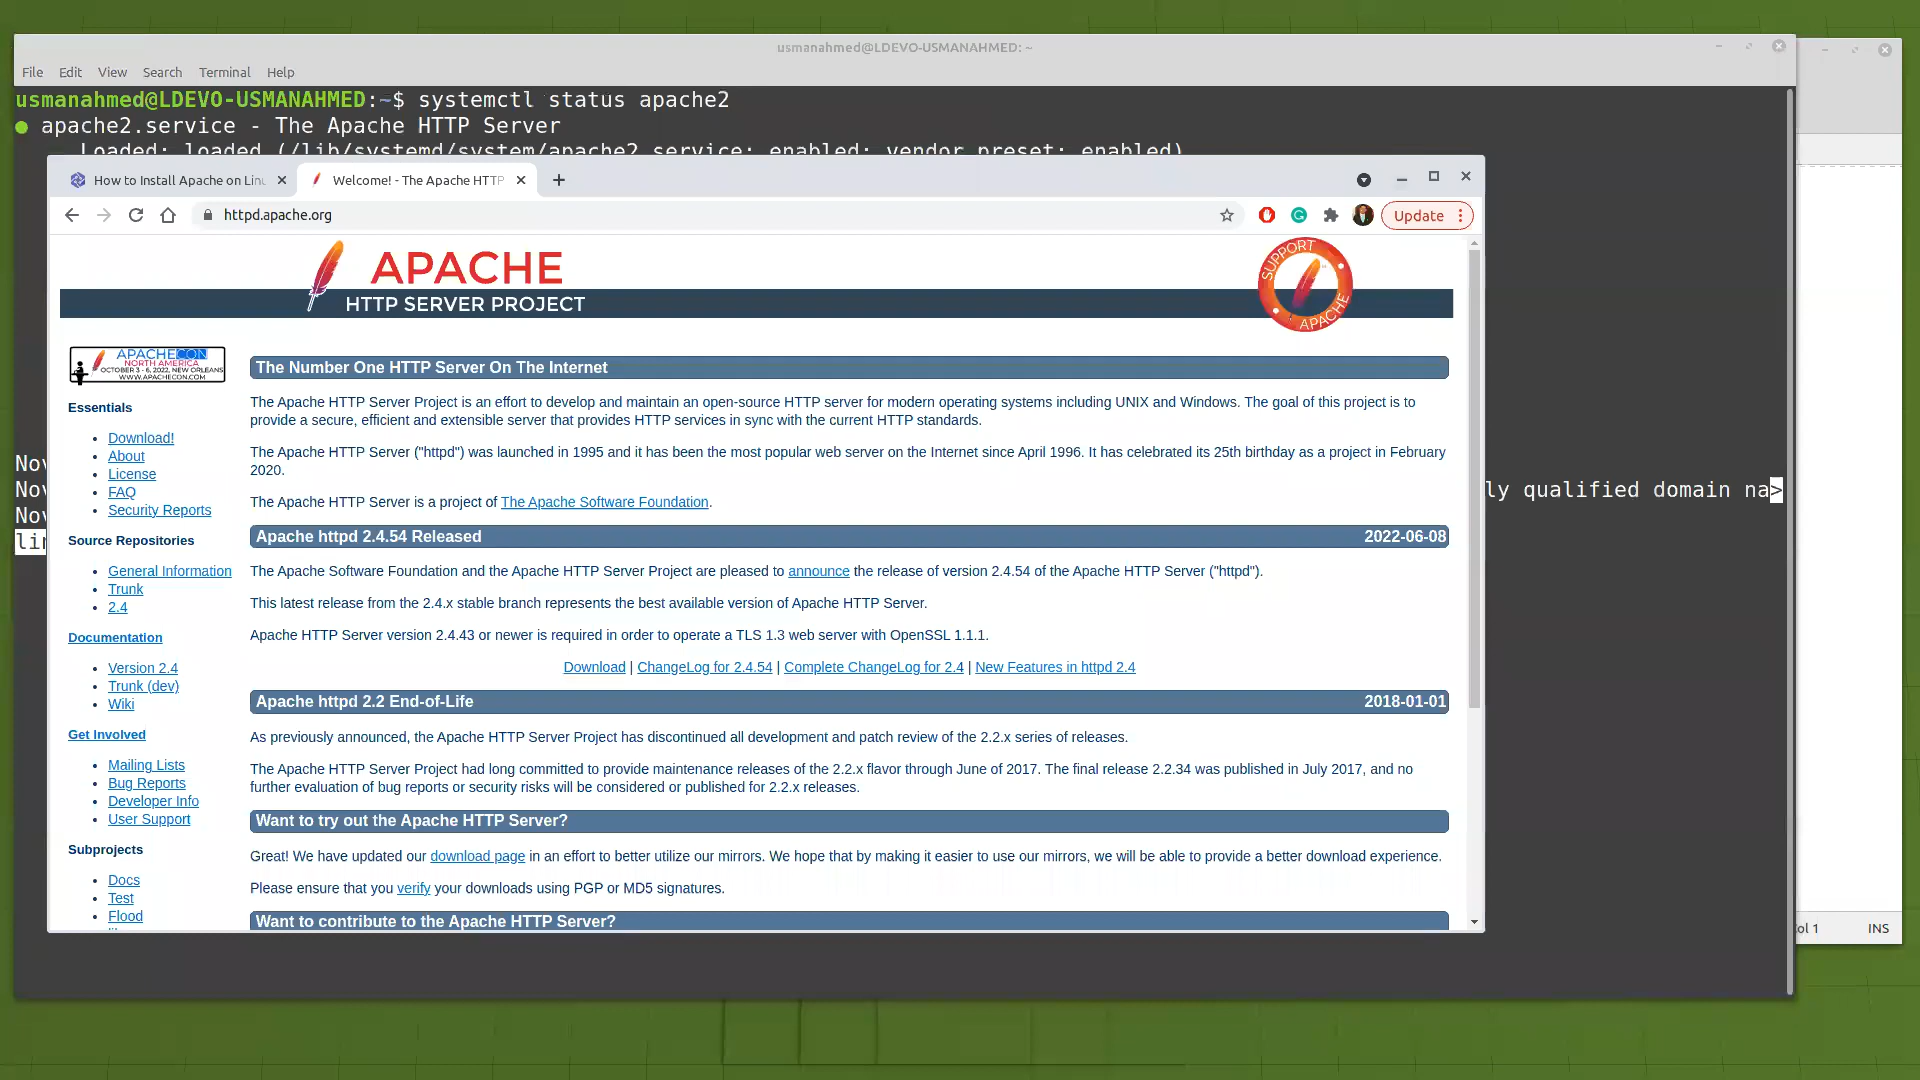 usmanahmed@LDEVO-USMANAHMED: ~
File Edit View Search Terminal Help
usmanahmed@LDEVO-USMANAHMED:~$ systemctl status apache2
● apache2.service - The Apache HTTP Server
Loaded: loaded (/lib/systemd/system/apache2.service; enabled; vendor preset: enabled)
How to Install Apache on Linu
Welcome! - The Apache HTTP
httpd.apache.org
Update
APACHE
HTTP SERVER PROJECT
SUPPORT
APACHE
APACHECON
NORTH AMERICA
OCTOBER 3 - 6, 2022, NEW ORLEANS
WWW.APACHECON.COM
Essentials
Download!
About
License
FAQ
Security Reports
Source Repositories
General Information
Trunk
2.4
Documentation
Version 2.4
Trunk (dev)
Wiki
Get Involved
Mailing Lists
Bug Reports
Developer Info
User Support
Subprojects
Docs
Test
Flood
The Number One HTTP Server On The Internet
The Apache HTTP Server Project is an effort to develop and maintain an open-source HTTP server for modern operating systems including UNIX and Windows. The goal of this project is to
provide a secure, efficient and extensible server that provides HTTP services in sync with the current HTTP standards.
The Apache HTTP Server ("httpd") was launched in 1995 and it has been the most popular web server on the Internet since April 1996. It has celebrated its 25th birthday as a project in February
2020.
The Apache HTTP Server is a project of The Apache Software Foundation.
Apache httpd 2.4.54 Released 2022-06-08
The Apache Software Foundation and the Apache HTTP Server Project are pleased to announce the release of version 2.4.54 of the Apache HTTP Server ("httpd").
This latest release from the 2.4.x stable branch represents the best available version of Apache HTTP Server.
Apache HTTP Server version 2.4.43 or newer is required in order to operate a TLS 1.3 web server with OpenSSL 1.1.1.
Download | ChangeLog for 2.4.54 | Complete ChangeLog for 2.4 | New Features in httpd 2.4
Apache httpd 2.2 End-of-Life 2018-01-01
As previously announced, the Apache HTTP Server Project has discontinued all development and patch review of the 2.2.x series of releases.
The Apache HTTP Server Project had long committed to provide maintenance releases of the 2.2.x flavor through June of 2017. The final release 2.2.34 was published in July 2017, and no
further evaluation of bug reports or security risks will be considered or published for 2.2.x releases.
Want to try out the Apache HTTP Server?
Great! We have updated our download page in an effort to better utilize our mirrors. We hope that by making it easier to use our mirrors, we will be able to provide a better download experience.
Please ensure that you verify your downloads using PGP or MD5 signatures.
Want to contribute to the Apache HTTP Server?
Nov
Nov
ly qualified domain na>
Nov
lin
ol 1 INS